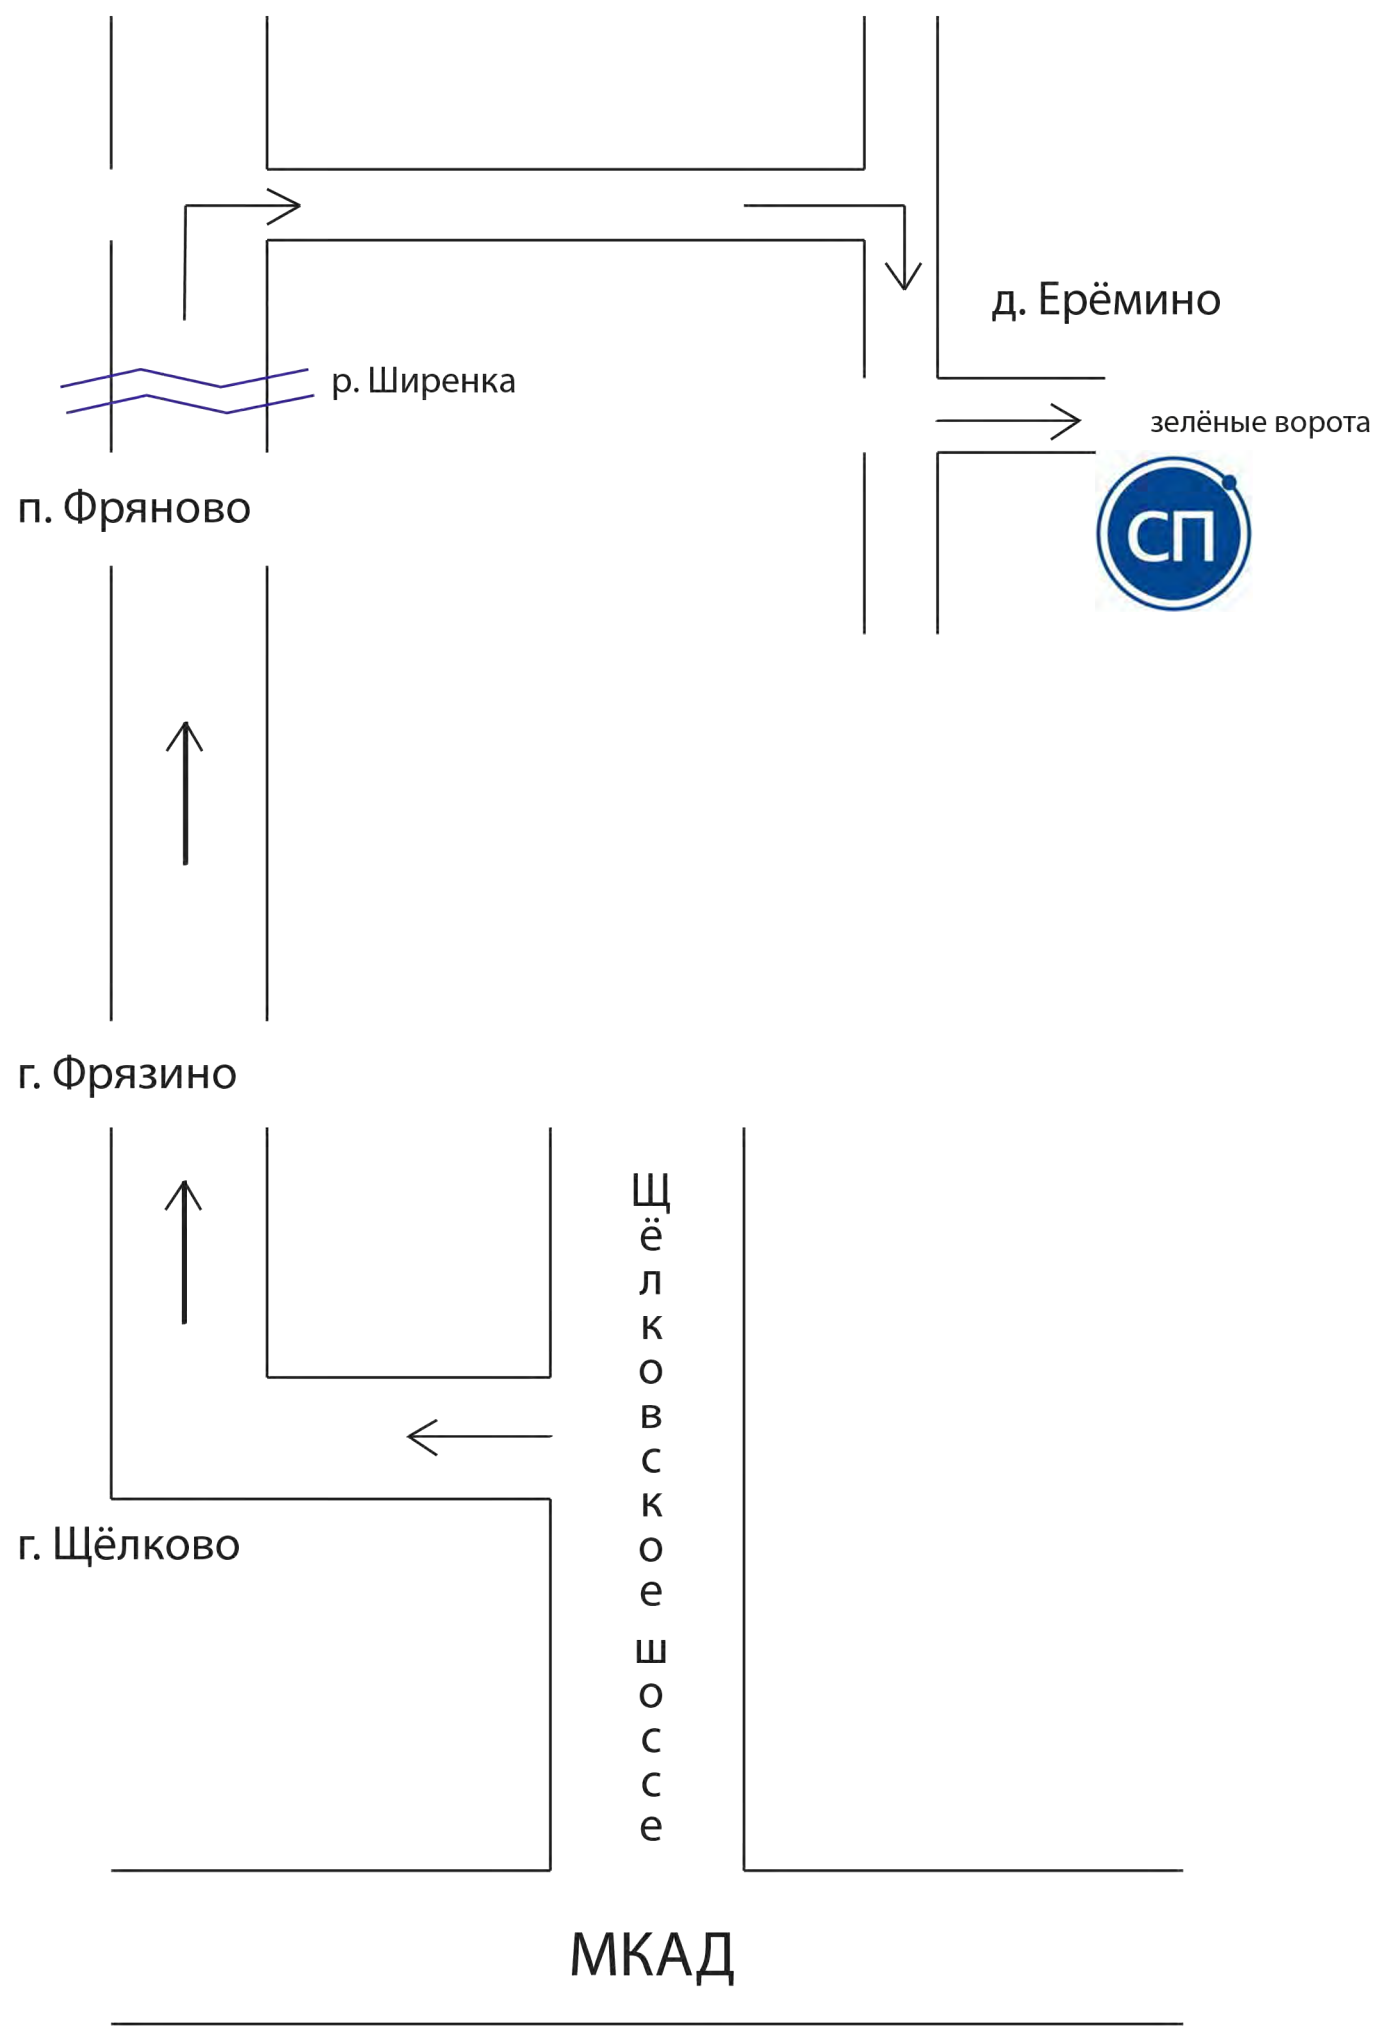 д. Ерёмино
р. Ширенка
зелёные ворота
п. Фряново
СП
г. Фрязино
Щёлковское шоссе
г. Щёлково
МКАД